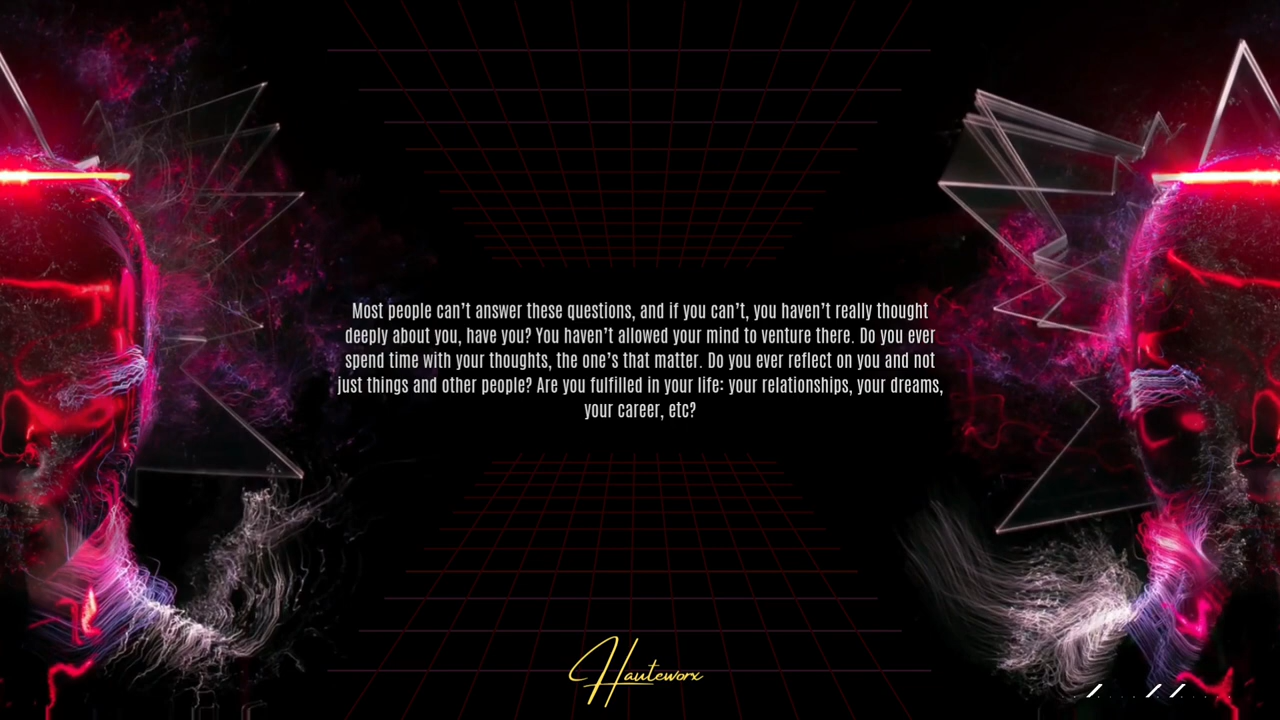 Most people can’t answer these questions, and if you can’t, you haven’t really thought
deeply about you, have you? You haven’t allowed your mind to venture there. Do you ever
spend time with your thoughts, the one’s that matter. Do you ever reflect on you and not
just things and other people? Are you fulfilled in your life: your relationships, your dreams,
your career, etc?
Hauteworx